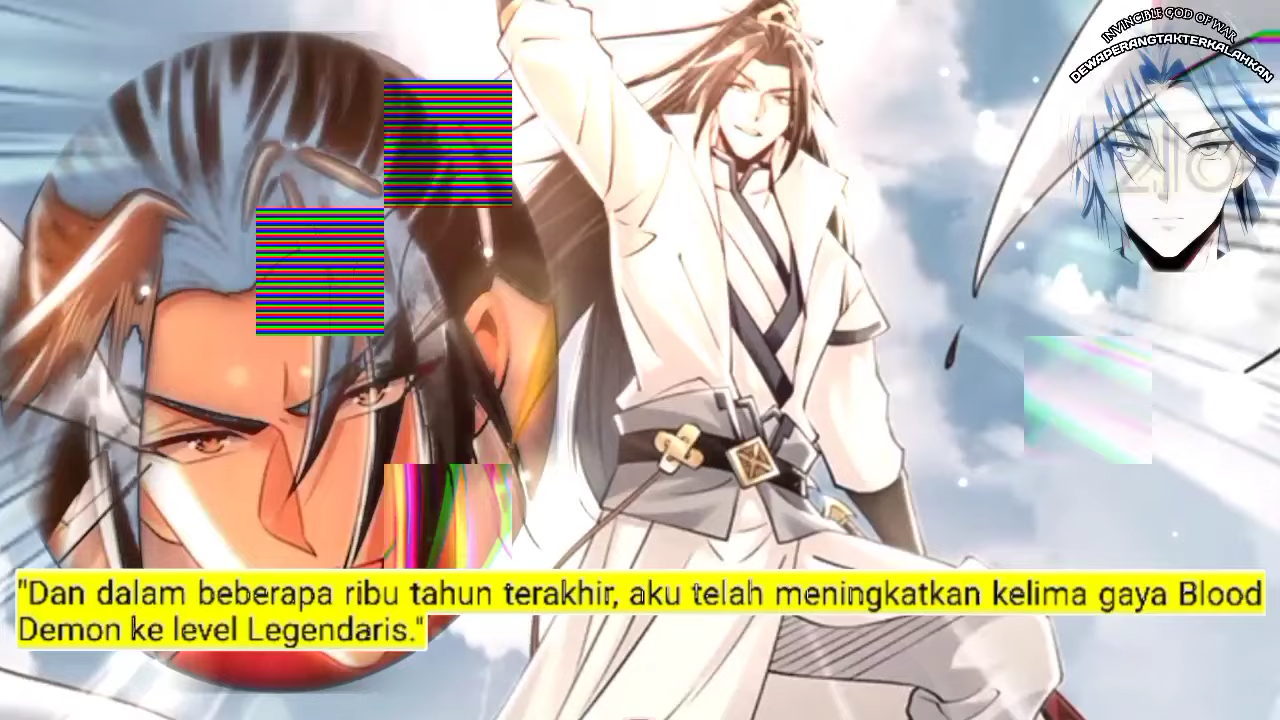 INVINCIBLE GOD OF WAR
DEWAPERANGTAKTERKALAHKAN
"Dan dalam beberapa ribu tahun terakhir, aku telah meningkatkan kelima gaya Blood
Demon ke level Legendaris."